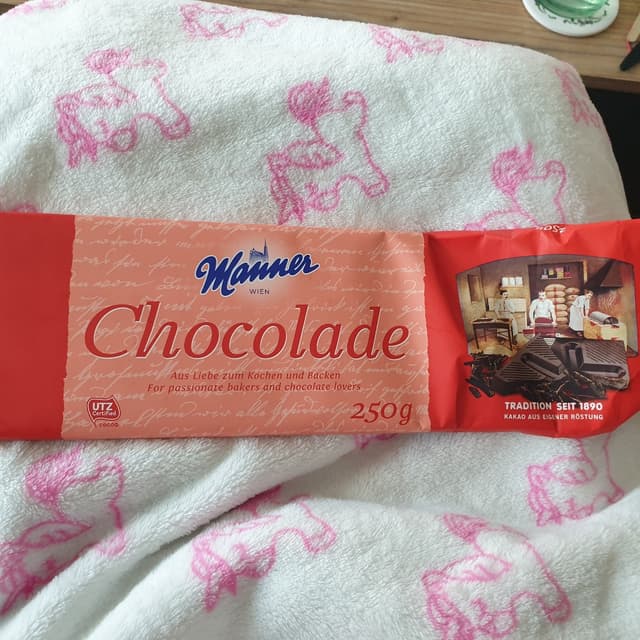 Manner
WIEN
Chocolade
Aus Liebe zum Kochen und Backen
For passionate bakers and chocolate lovers
UTZ
Certified
COCOA
250g
TRADITION SEIT 1890
KAKAO AUS EIGENER RÖSTUNG